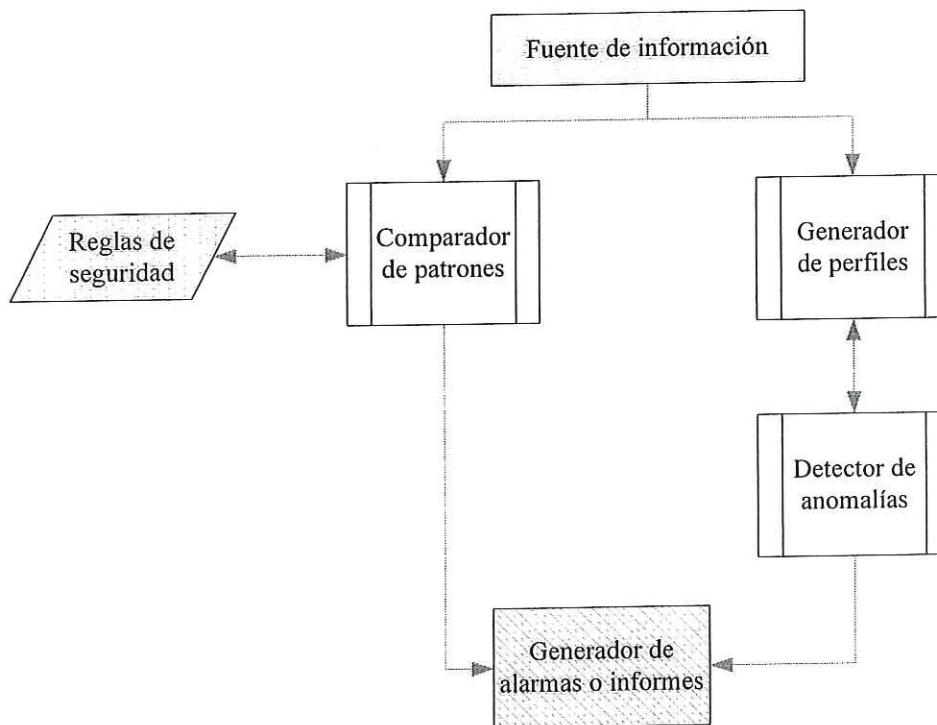 Fuente de información
Reglas de
seguridad
Comparador
de patrones
Generador
de perfiles
Detector de
anomalías
Generador de
alarmas o informes